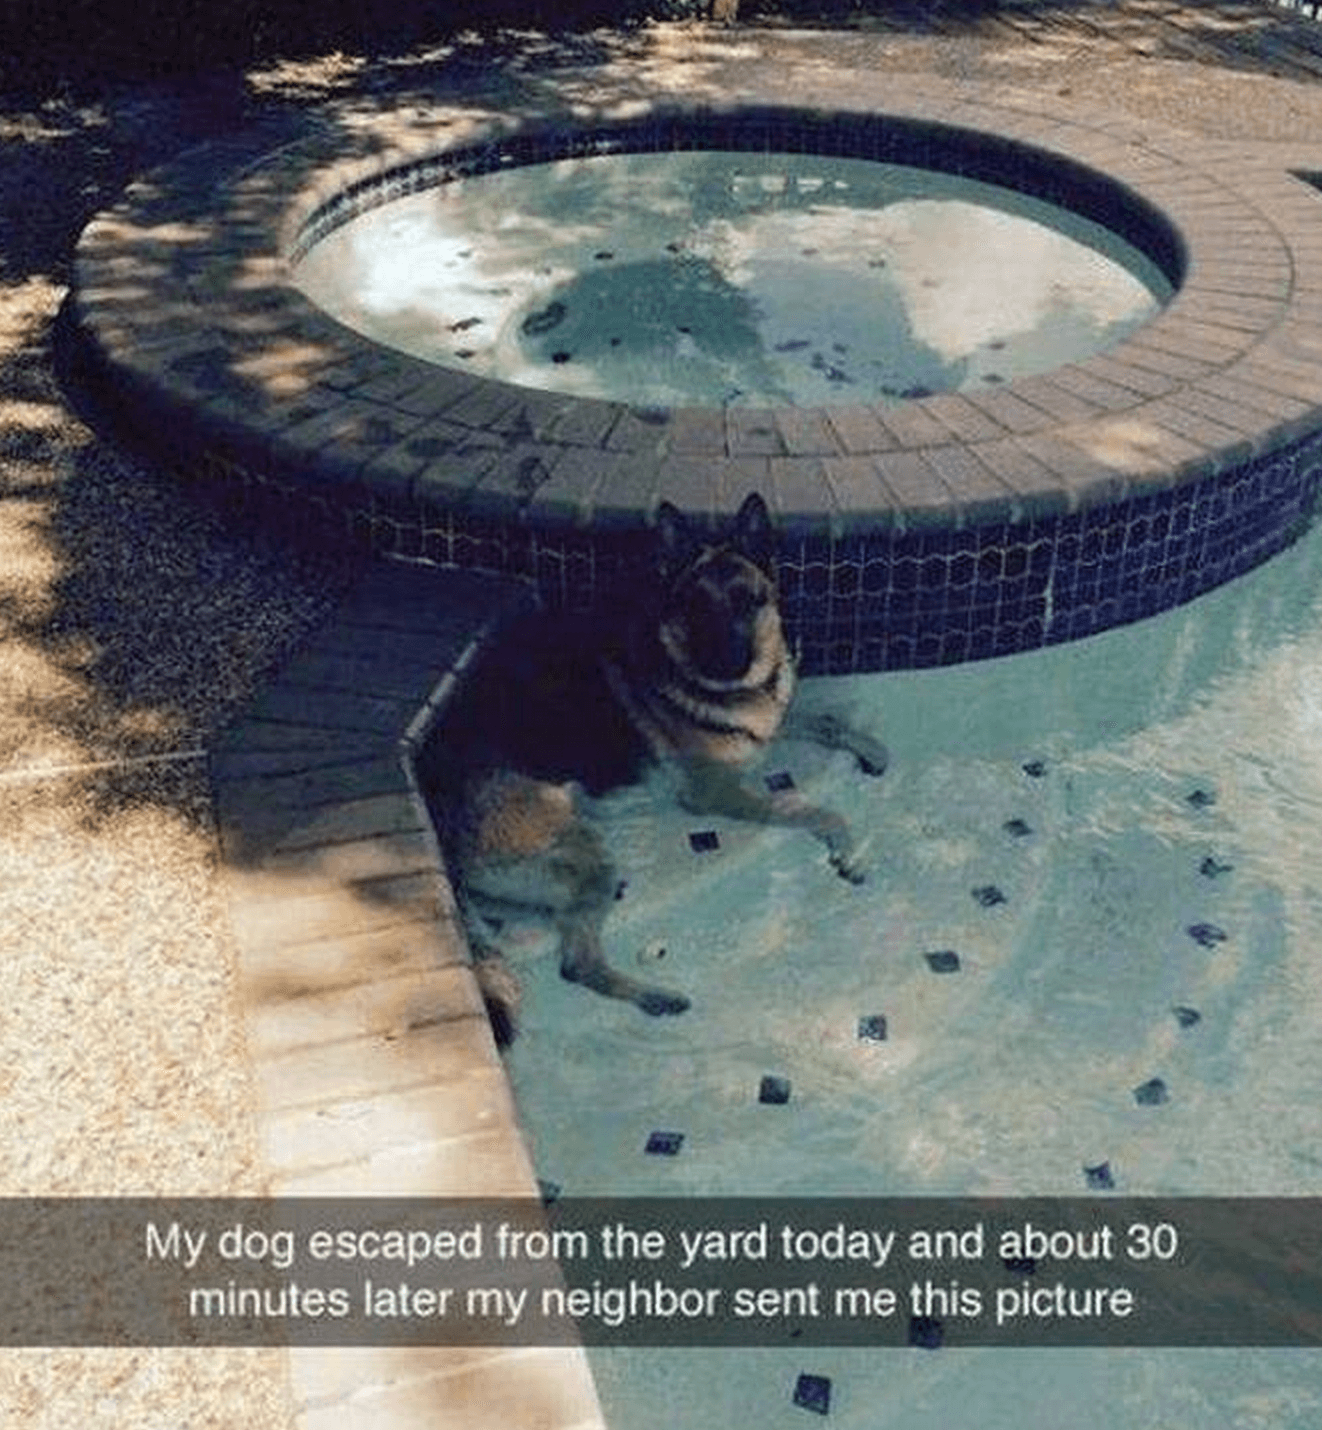 My dog escaped from the yard today and about 30
minutes later my neighbor sent me this picture